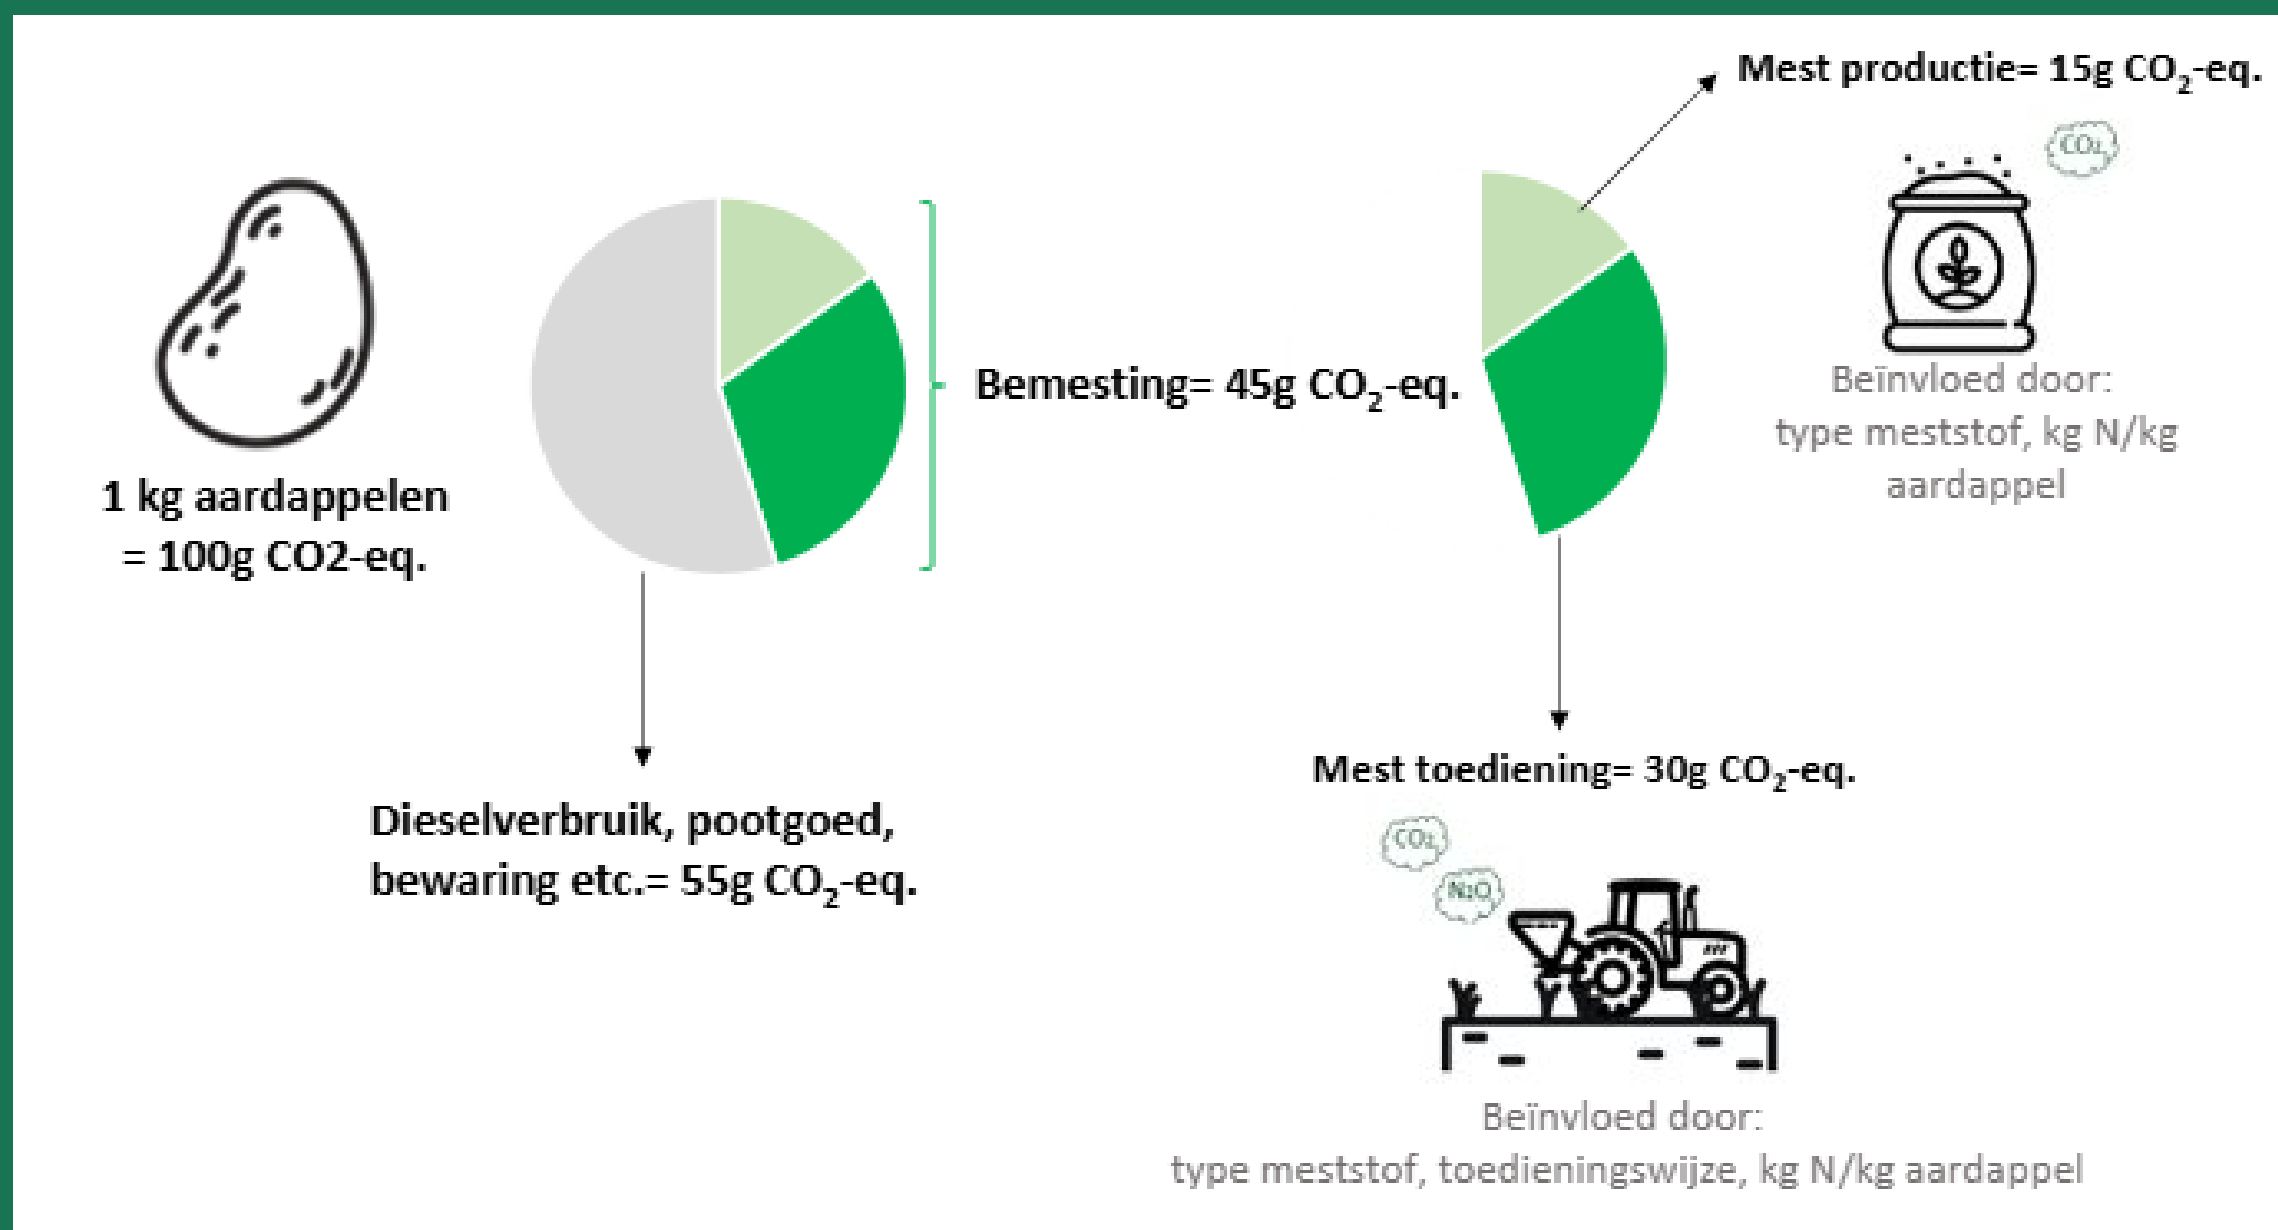 Mest productie= 15g CO₂-eq.
CO₂
1 kg aardappelen
= 100g CO2-eq.
Bemesting= 45g CO₂-eq.
Beïnvloed door:
type meststof, kg N/kg
aardappel
Dieselverbruik, pootgoed,
bewaring etc.= 55g CO₂-eq.
Mest toediening= 30g CO₂-eq.
CO₂
N₂O
Beïnvloed door:
type meststof, toedieningswijze, kg N/kg aardappel